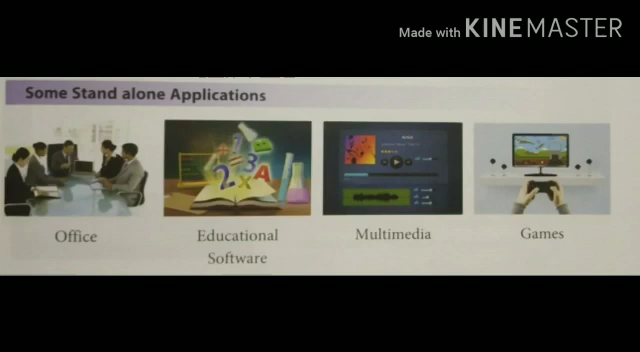 Made with KINEMASTER
Some Stand alone Applications
Office
Educational
Software
Multimedia
Games